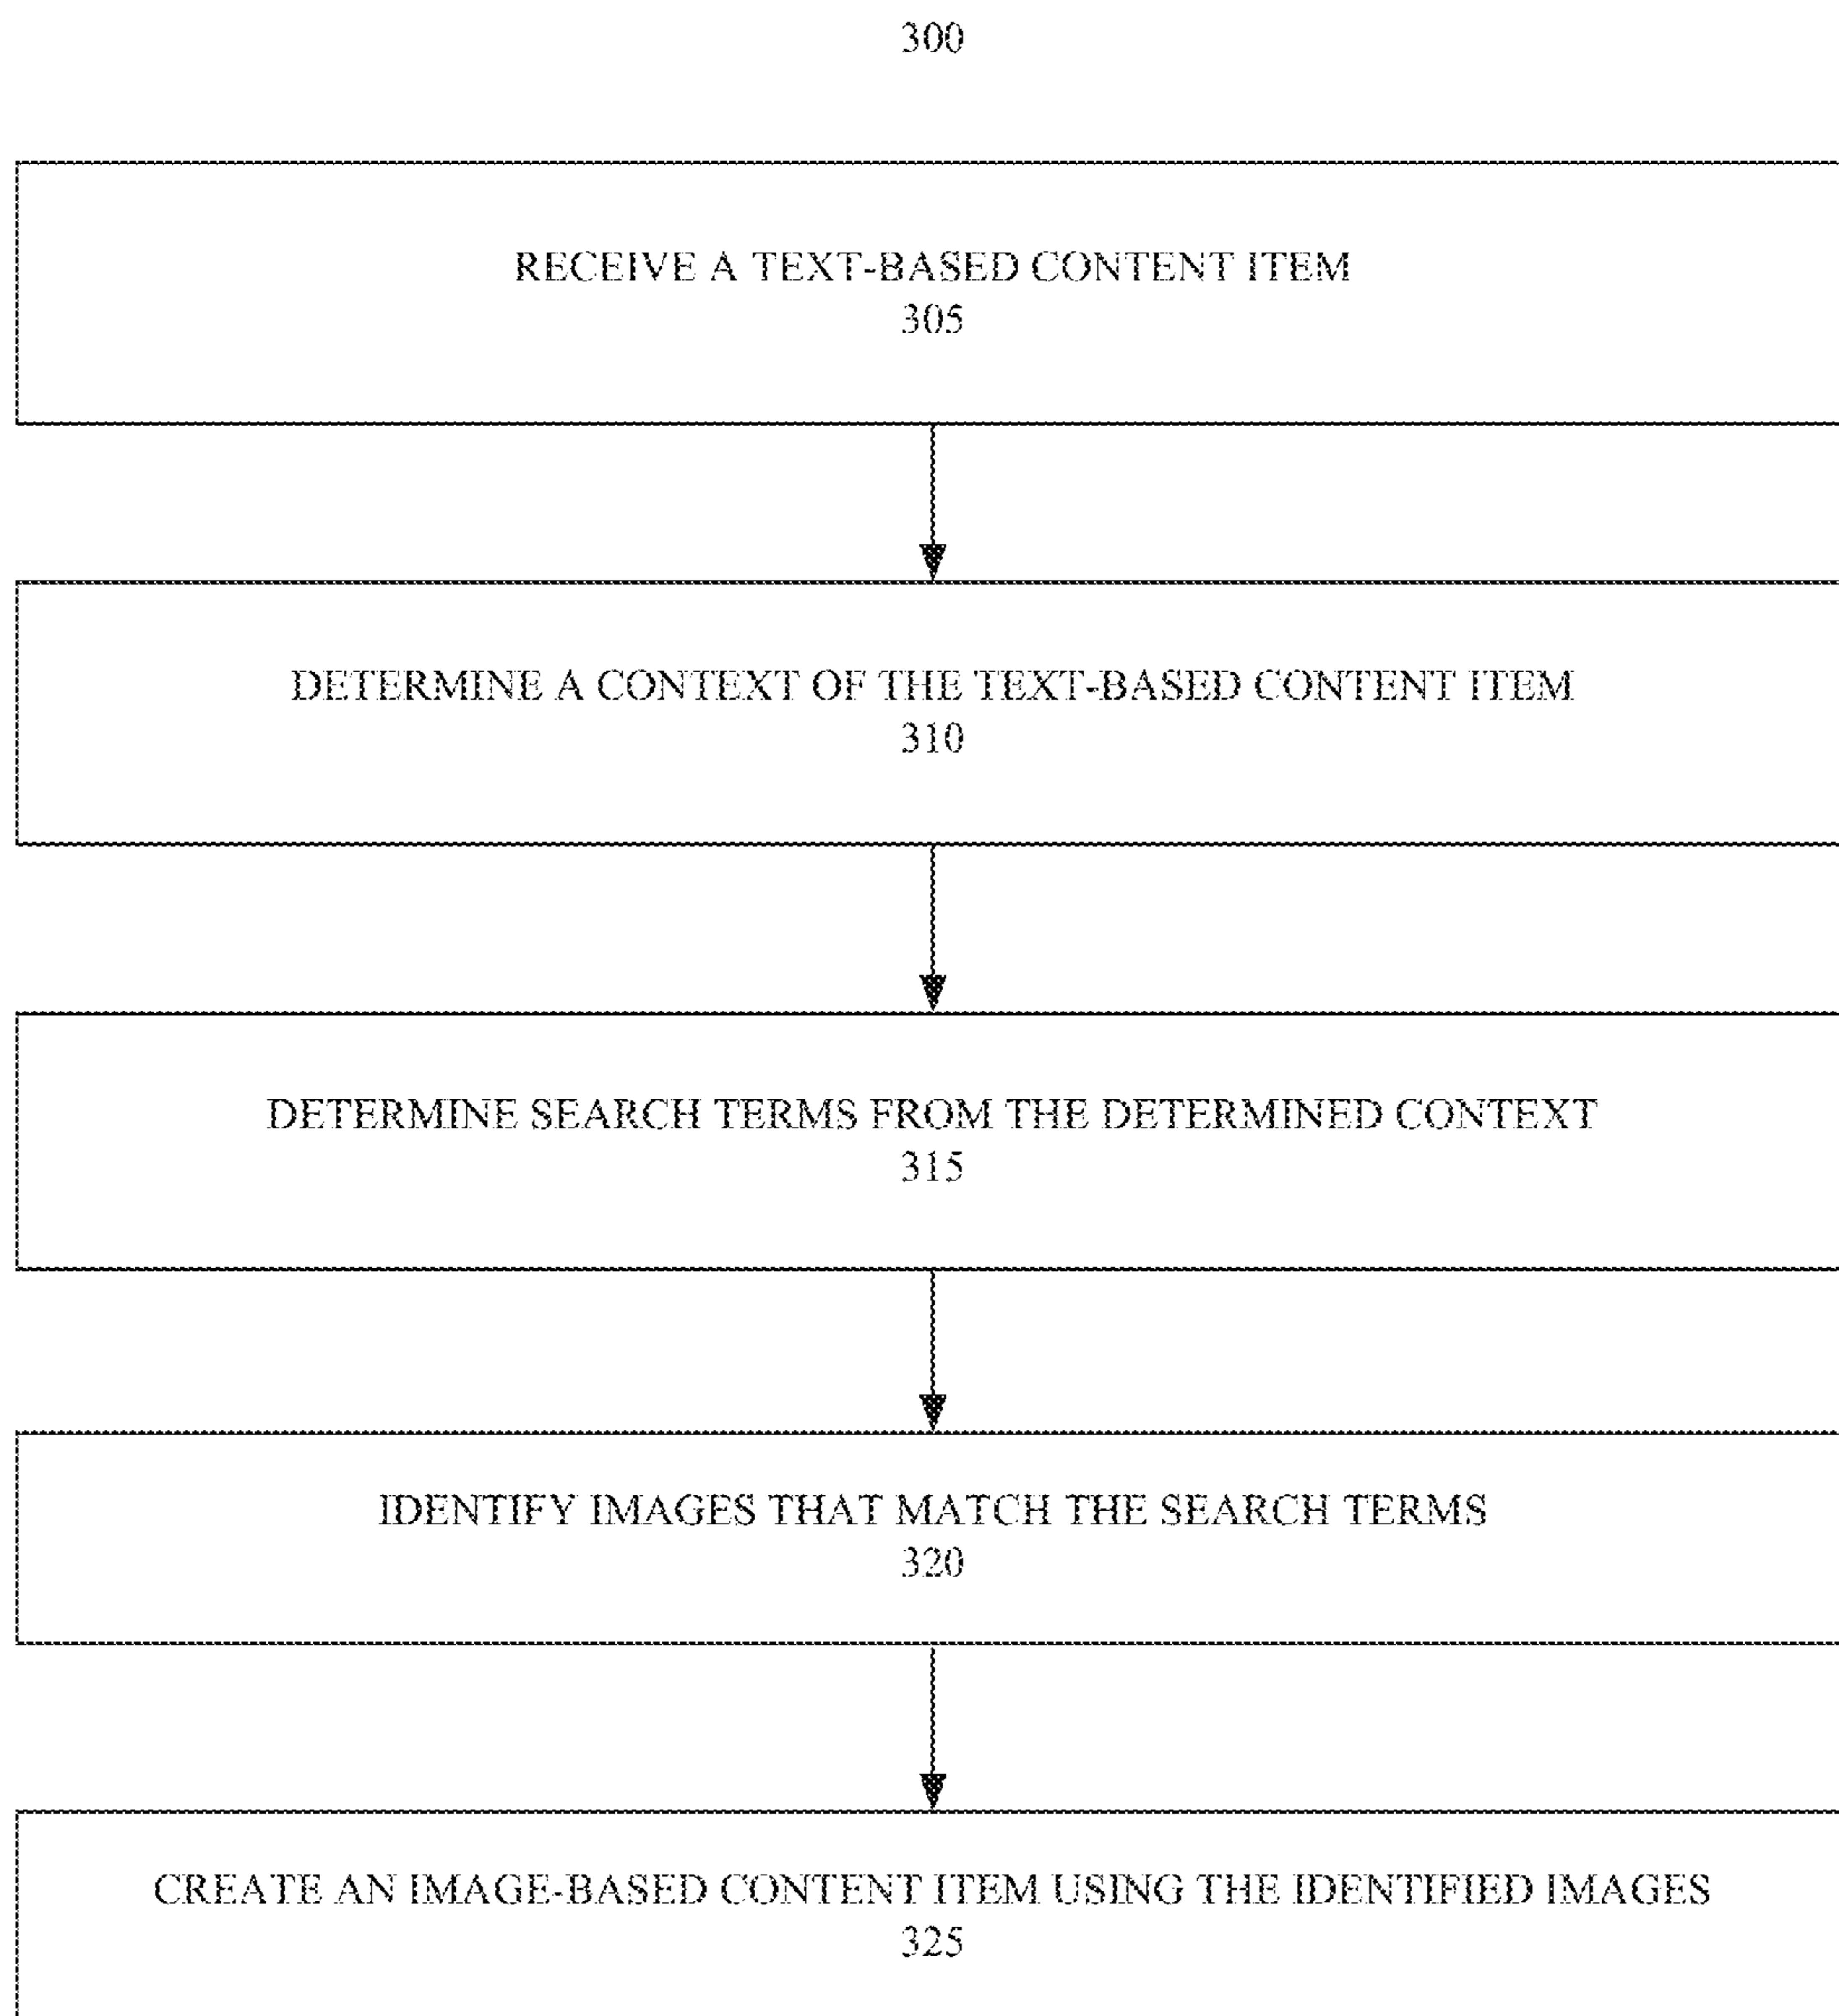 300
RECEIVE A TEXT-BASED CONTENT ITEM
305
DETERMINE A CONTEXT OF THE TEXT-BASED CONTENT ITEM
310
DETERMINE SEARCH TERMS FROM THE DETERMINED CONTEXT
315
IDENTIFY IMAGES THAT MATCH THE SEARCH TERMS
320
CREATE AN IMAGE-BASED CONTENT ITEM USING THE IDENTIFIED IMAGES
325